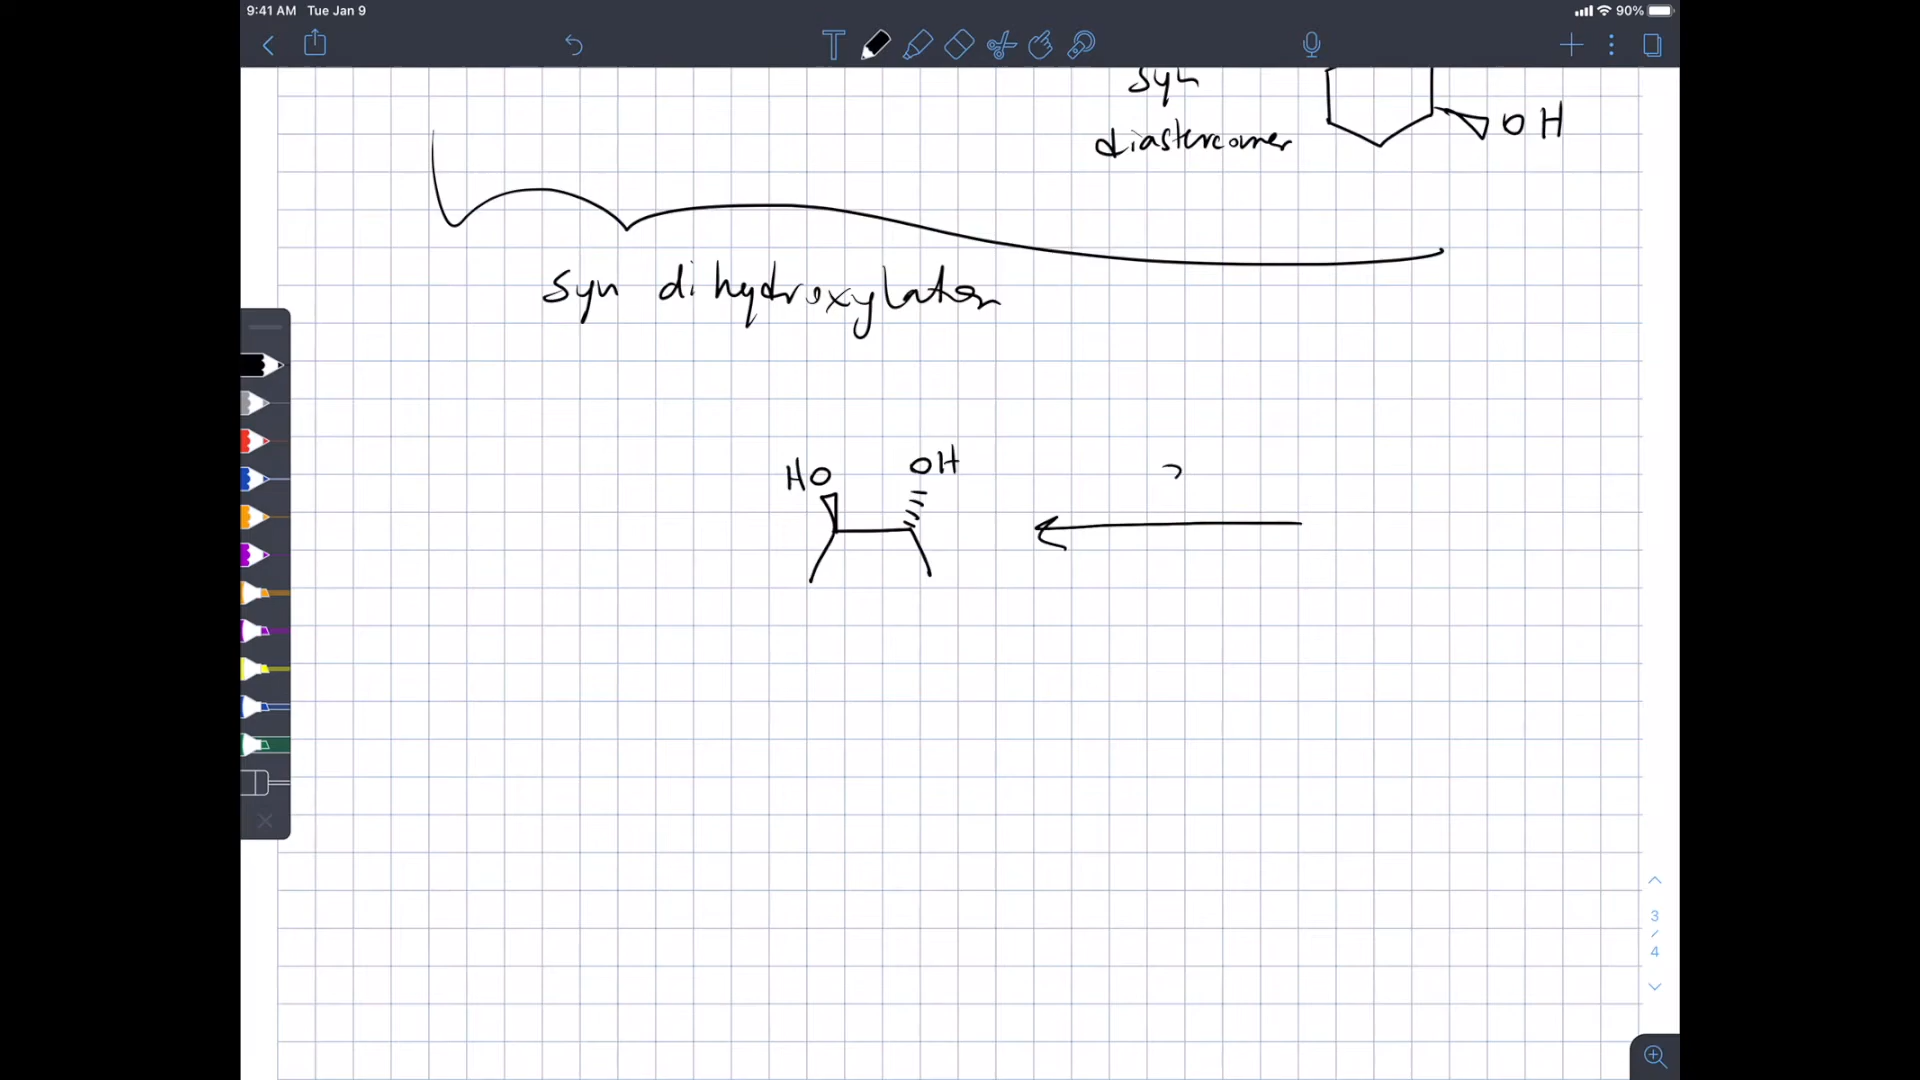 9:41 AM Tue Jan 9
90%
T
syn
diastereomer
OH
syn dihydroxylation
HO
OH
?
3
/
4